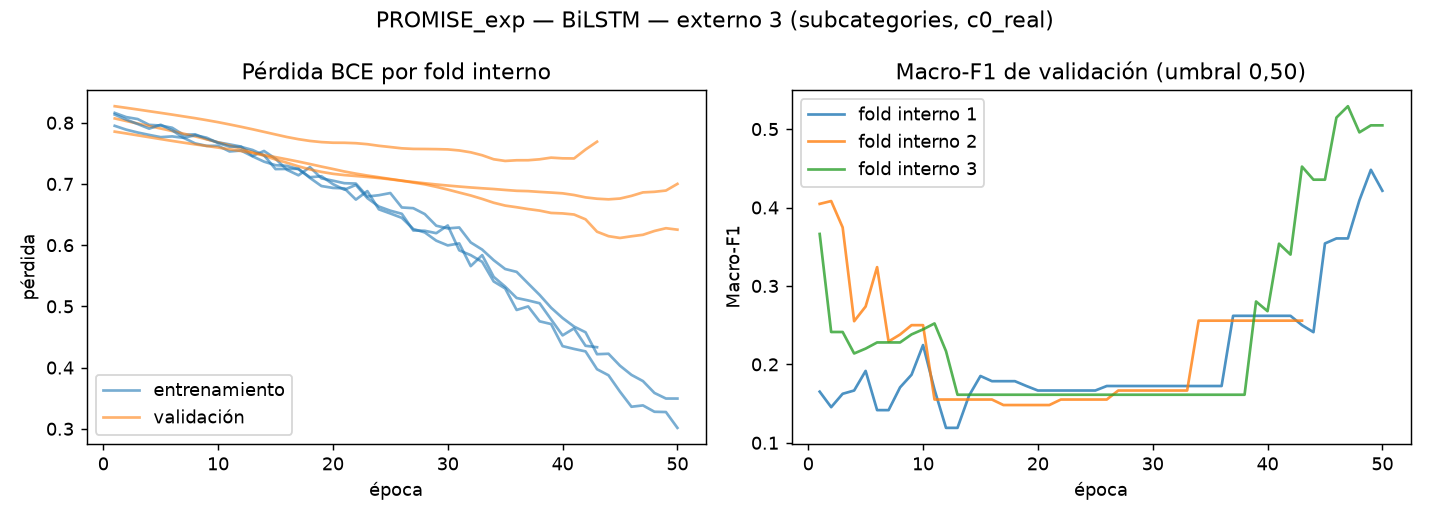 PROMISE_exp — BiLSTM — externo 3 (subcategories, c0_real)
Pérdida BCE por fold interno
pérdida
0.8
0.7
0.6
0.5
0.4
0.3
entrenamiento
validación
0
10
20
30
40
50
época
Macro-F1 de validación (umbral 0,50)
Macro-F1
0.5
0.4
0.3
0.2
0.1
fold interno 1
fold interno 2
fold interno 3
0
10
20
30
40
50
época